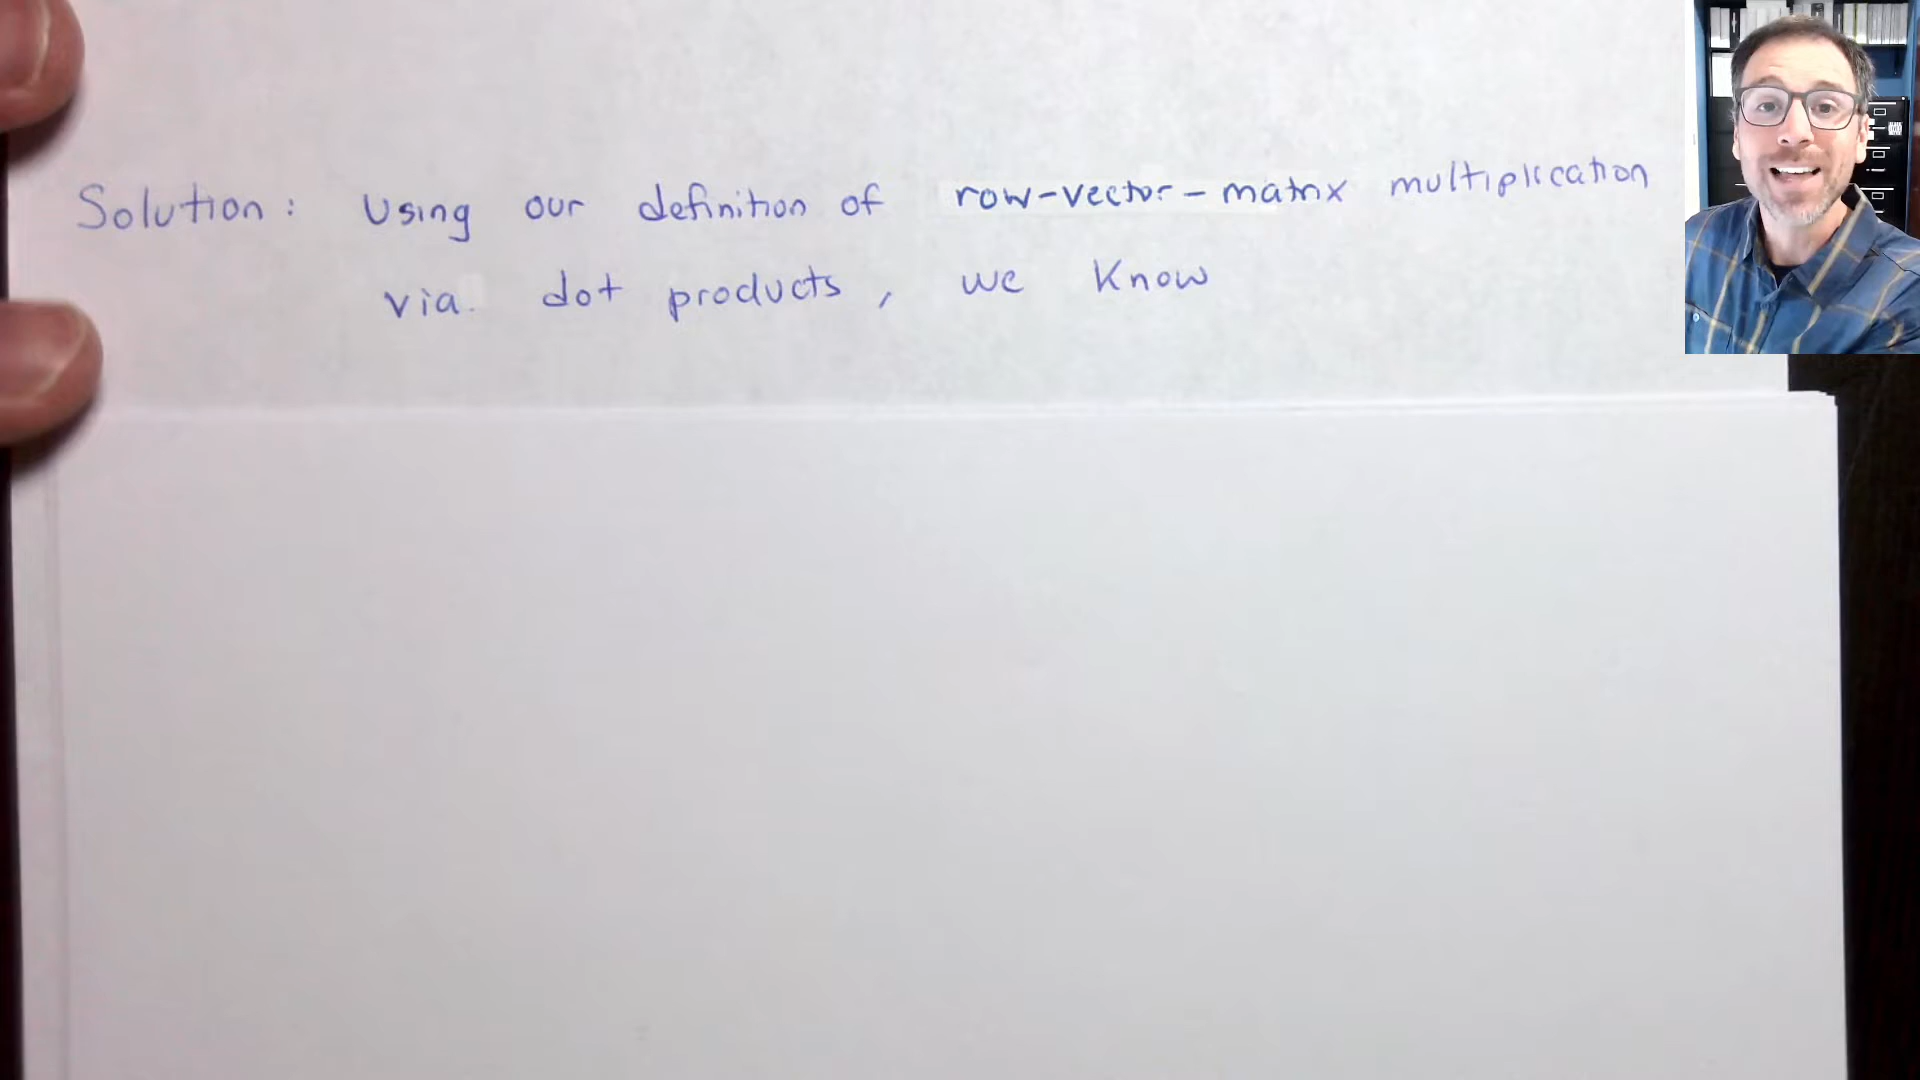 Solution: Using our definition of row-vector-matrix multiplication
via. dot products, we know